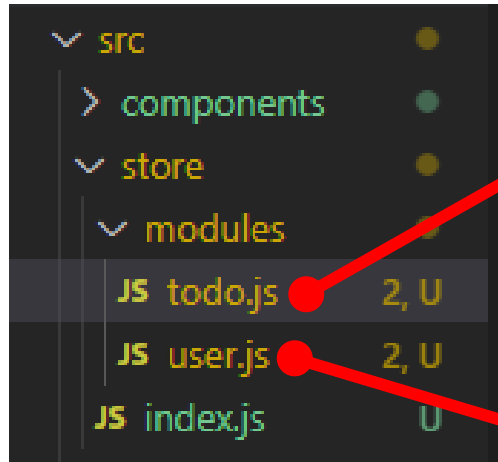 src
components
store
modules
JS todo.js 2, U
JS user.js 2, U
JS index.js U